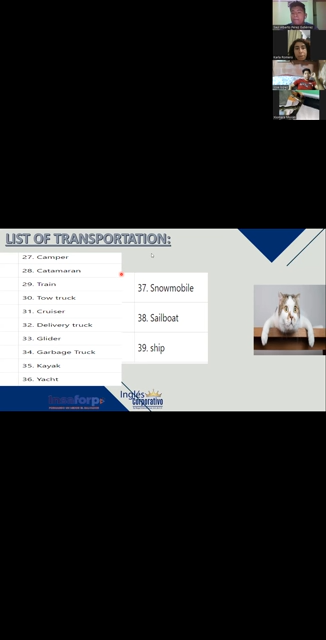 LIST OF TRANSPORTATION:
27. Camper
28. Catamaran
29. Train
30. Tow truck
31. Cruiser
32. Delivery truck
33. Glider
34. Garbage Truck
35. Kayak
36. Yacht
37. Snowmobile
38. Sailboat
39. ship
Inglés
Corporativo